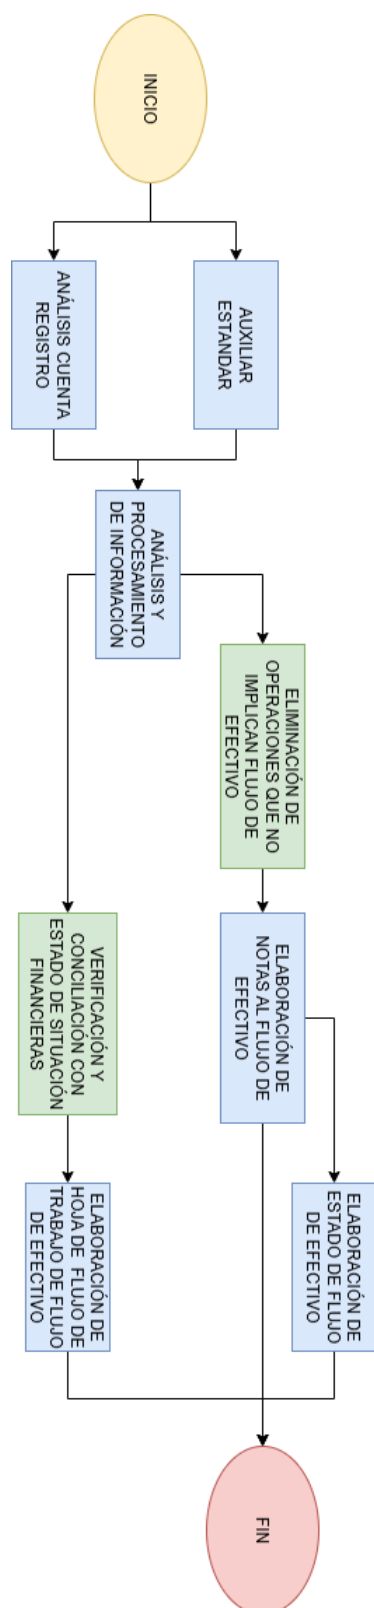 INICIO
AUXILIAR
ESTANDAR
ANÁLISIS CUENTA
REGISTRO
ANÁLISIS Y
PROCESAMIENTO
DE INFORMACIÓN
ELIMINACIÓN DE
OPERACIONES QUE NO
IMPLICAN FLUJO DE
EFECTIVO
ELABORACIÓN DE
NOTAS AL FLUJO DE
EFECTIVO
ELABORACIÓN DE
ESTADO DE FLUJO
DE EFECTIVO
VERIFICACIÓN Y
CONCILIACIÓN CON
ESTADO DE SITUACIÓN
FINANCIERAS
ELABORACIÓN DE
HOJA DE FLUJO DE
TRABAJO DE FLUJO
DE EFECTIVO
FIN